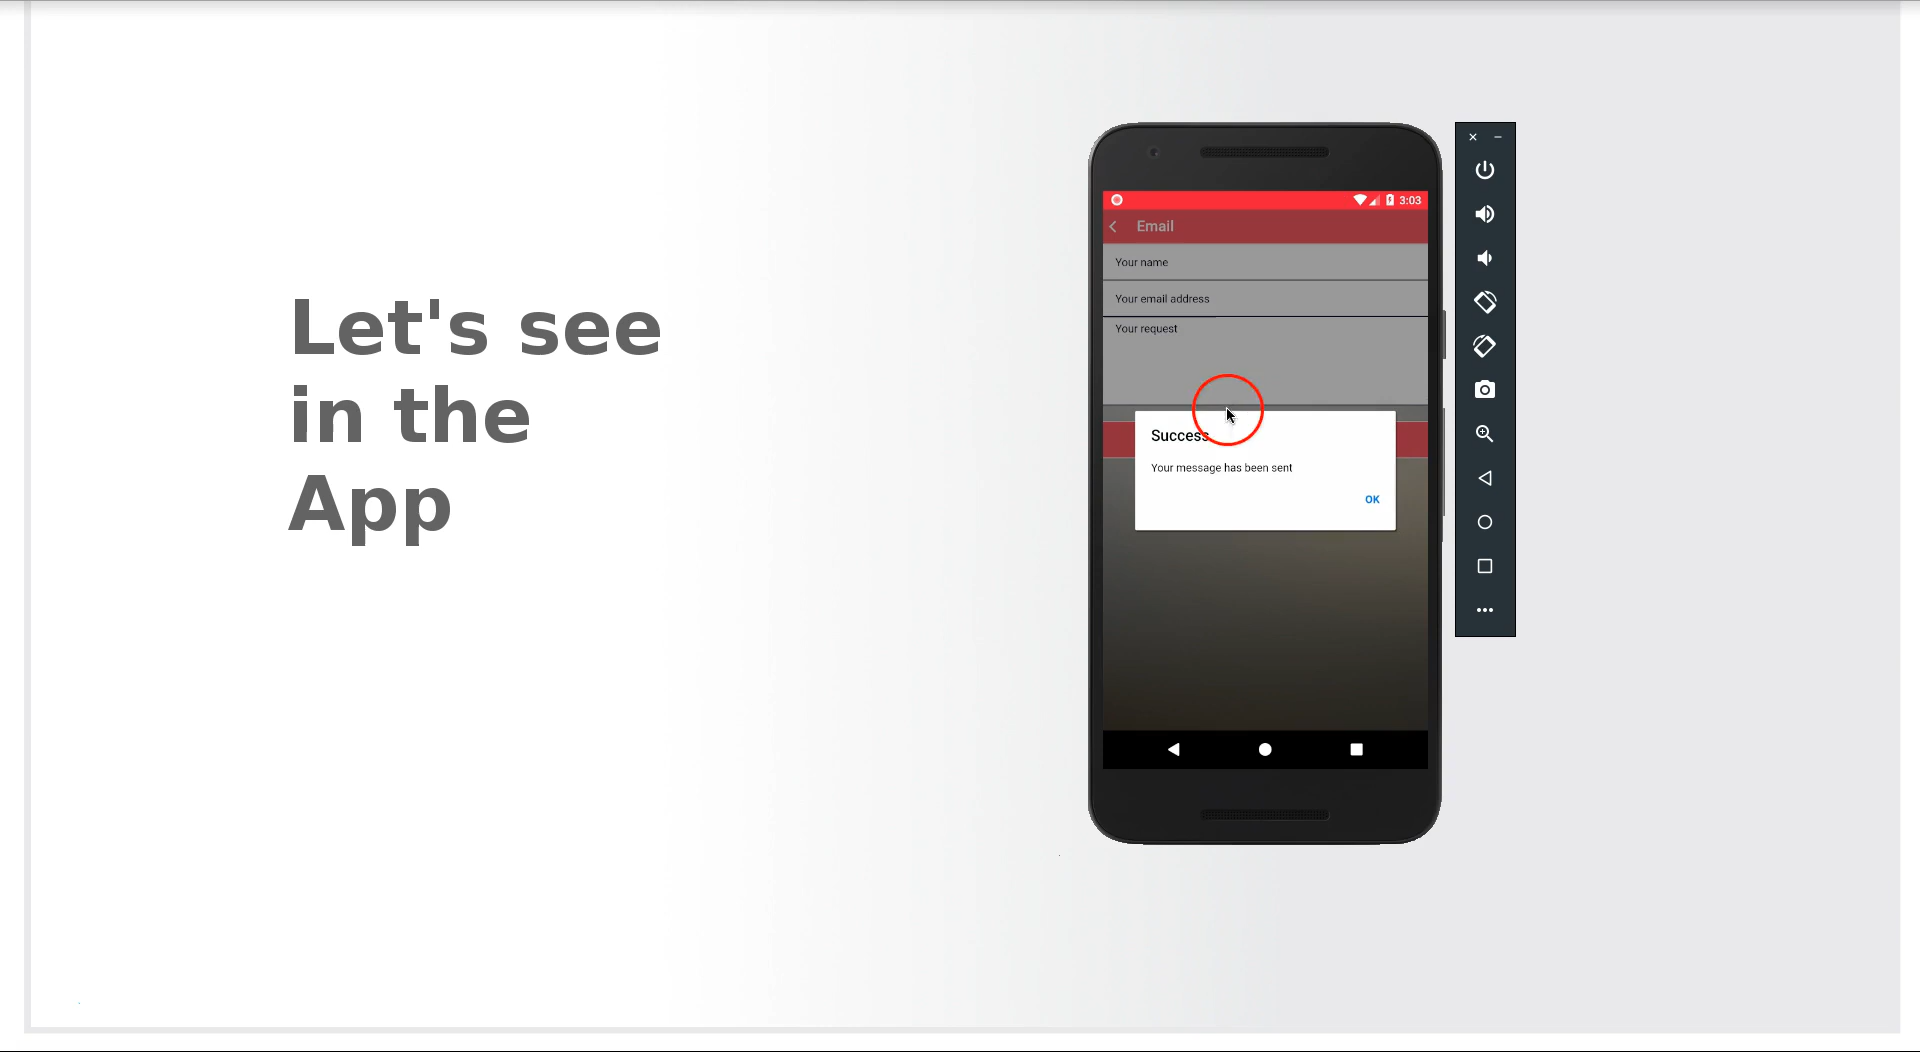 Let's see
in the
App
3:03
Email
Your name
Your email address
Your request
Success
Your message has been sent
OK